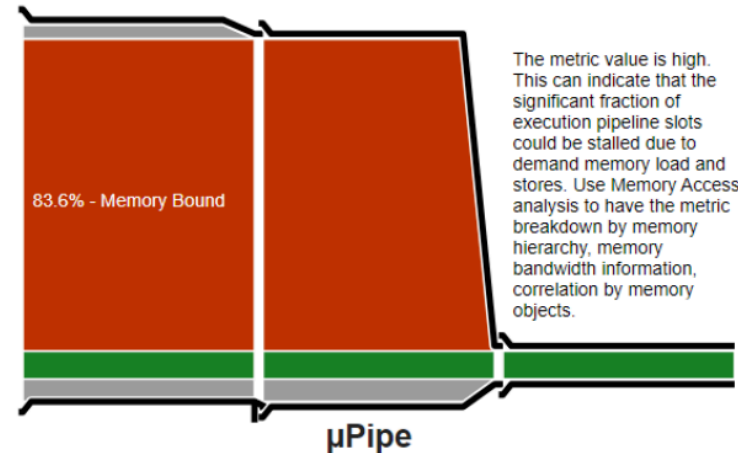 The metric value is high.
This can indicate that the
significant fraction of
execution pipeline slots
could be stalled due to
demand memory load and
stores. Use Memory Access
analysis to have the metric
breakdown by memory
hierarchy, memory
bandwidth information,
correlation by memory
objects.
83.6% - Memory Bound
µPipe